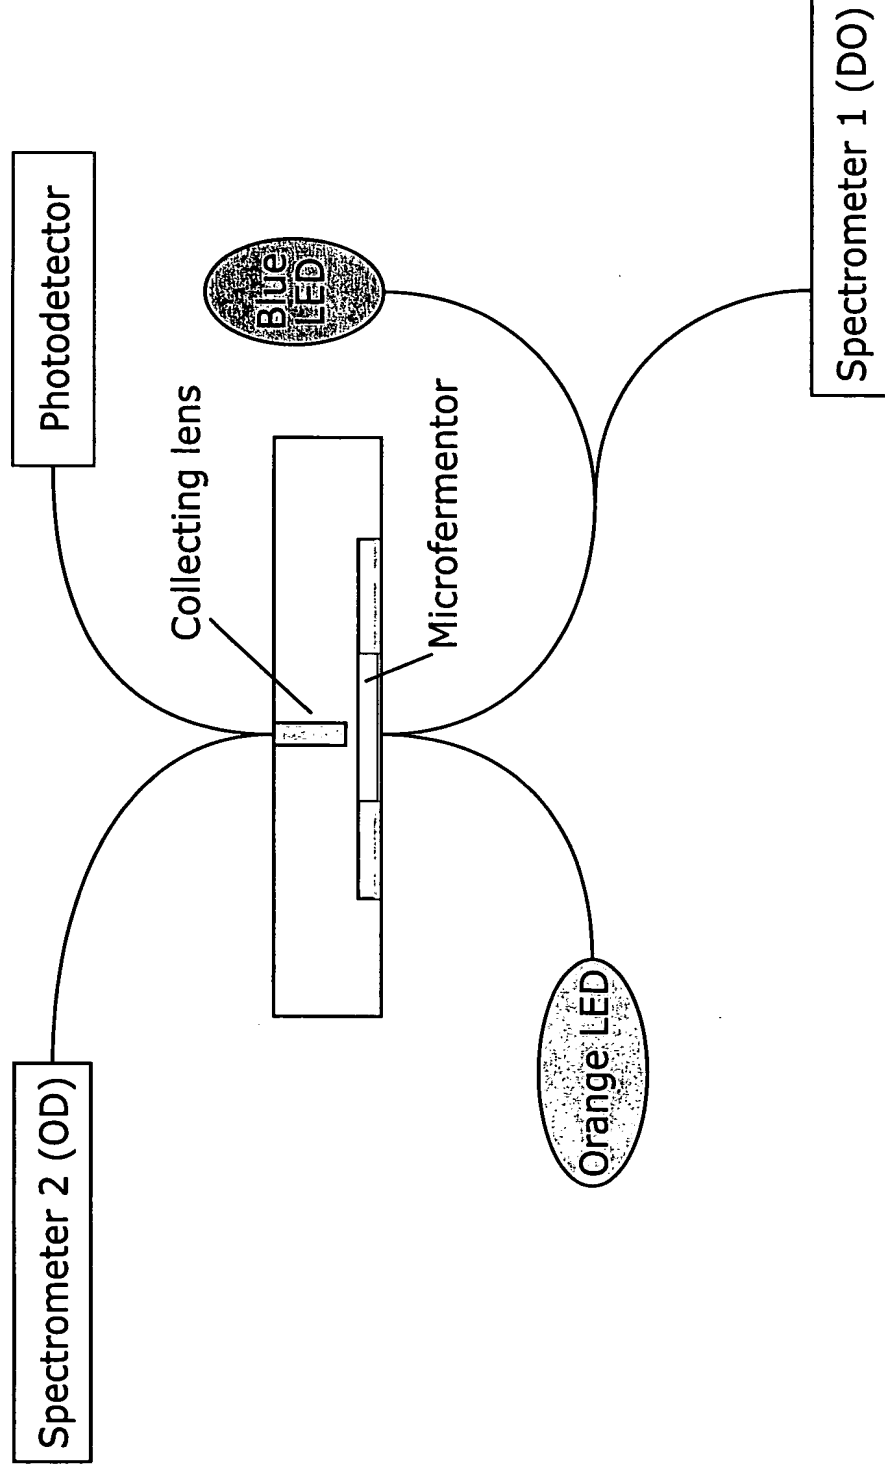 Spectrometer 2 (OD)
Photodetector
Collecting lens
Blue
LED
Microfermentor
Orange LED
Spectrometer 1 (DO)